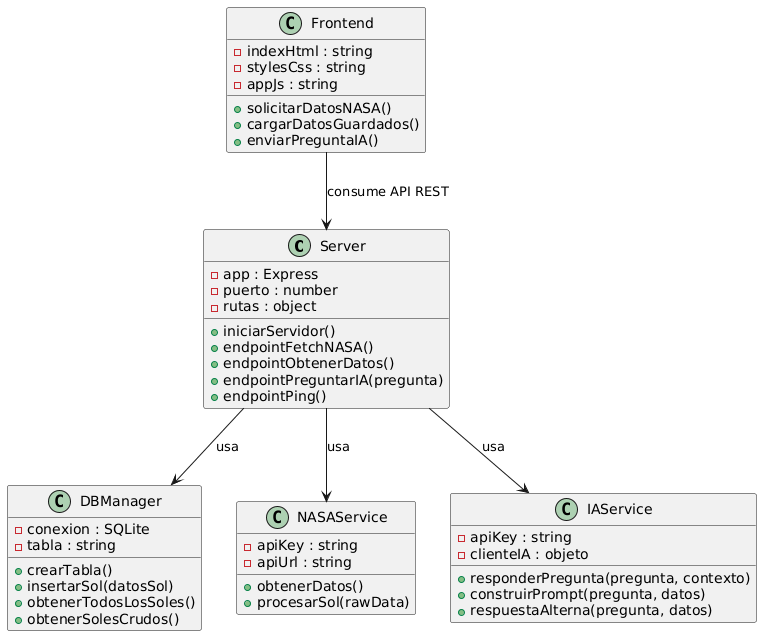 C Frontend
indexHtml : string
stylesCss : string
appJs : string
solicitarDatosNASA()
cargarDatosGuardados()
enviarPreguntaIA()
consume API REST
C Server
app : Express
puerto : number
rutas : object
iniciarServidor()
endpointFetchNASA()
endpointObtenerDatos()
endpointPreguntarIA(pregunta)
endpointPing()
usa
usa
usa
C DBManager
conexion : SQLite
tabla : string
crearTabla()
insertarSol(datosSol)
obtenerTodosLosSoles()
obtenerSolesCrudos()
C NASAService
apiKey : string
apiUrl : string
obtenerDatos()
procesarSol(rawData)
C IAService
apiKey : string
clienteIA : objeto
responderPregunta(pregunta, contexto)
construirPrompt(pregunta, datos)
respuestaAlterna(pregunta, datos)